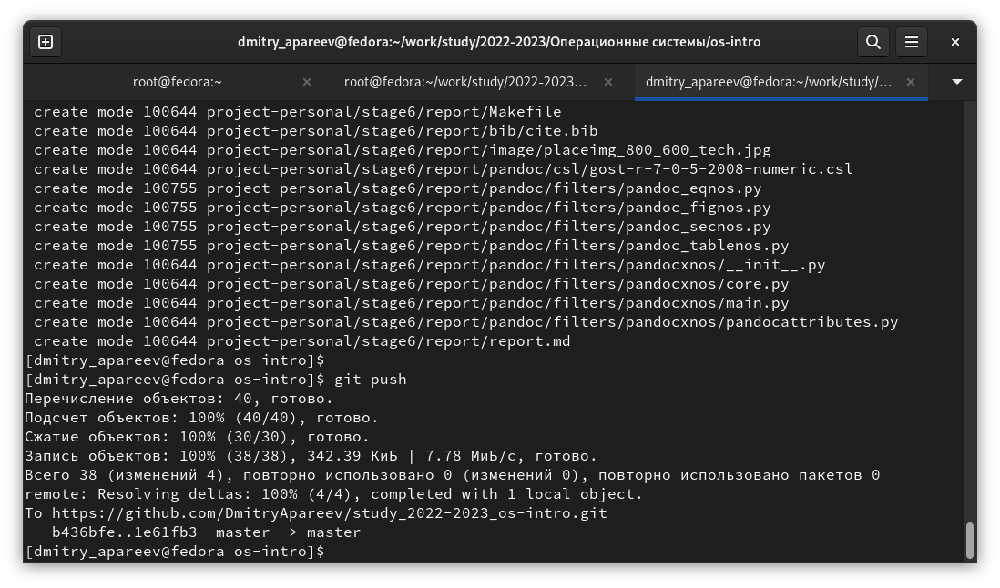 dmitry_apareev@fedora:~/work/study/2022-2023/Операционные системы/os-intro
root@fedora:~
root@fedora:~/work/study/2022-2023...
dmitry_apareev@fedora:~/work/study/...
create mode 100644 project-personal/stage6/report/Makefile
create mode 100644 project-personal/stage6/report/bib/cite.bib
create mode 100644 project-personal/stage6/report/image/placeimg_800_600_tech.jpg
create mode 100644 project-personal/stage6/report/pandoc/csl/gost-r-7-0-5-2008-numeric.csl
create mode 100755 project-personal/stage6/report/pandoc/filters/pandoc_eqnos.py
create mode 100755 project-personal/stage6/report/pandoc/filters/pandoc_fignos.py
create mode 100755 project-personal/stage6/report/pandoc/filters/pandoc_secnos.py
create mode 100755 project-personal/stage6/report/pandoc/filters/pandoc_tablenos.py
create mode 100644 project-personal/stage6/report/pandoc/filters/pandocxnos/__init__.py
create mode 100644 project-personal/stage6/report/pandoc/filters/pandocxnos/core.py
create mode 100644 project-personal/stage6/report/pandoc/filters/pandocxnos/main.py
create mode 100644 project-personal/stage6/report/pandoc/filters/pandocxnos/pandocattributes.py
create mode 100644 project-personal/stage6/report/report.md
[dmitry_apareev@fedora os-intro]$
[dmitry_apareev@fedora os-intro]$ git push
Перечисление объектов: 40, готово.
Подсчет объектов: 100% (40/40), готово.
Сжатие объектов: 100% (30/30), готово.
Запись объектов: 100% (38/38), 342.39 КиБ | 7.78 МиБ/с, готово.
Всего 38 (изменений 4), повторно использовано 0 (изменений 0), повторно использовано пакетов 0
remote: Resolving deltas: 100% (4/4), completed with 1 local object.
To https://github.com/DmitryApareev/study_2022-2023_os-intro.git
b436bfe..1e61fb3  master -> master
[dmitry_apareev@fedora os-intro]$